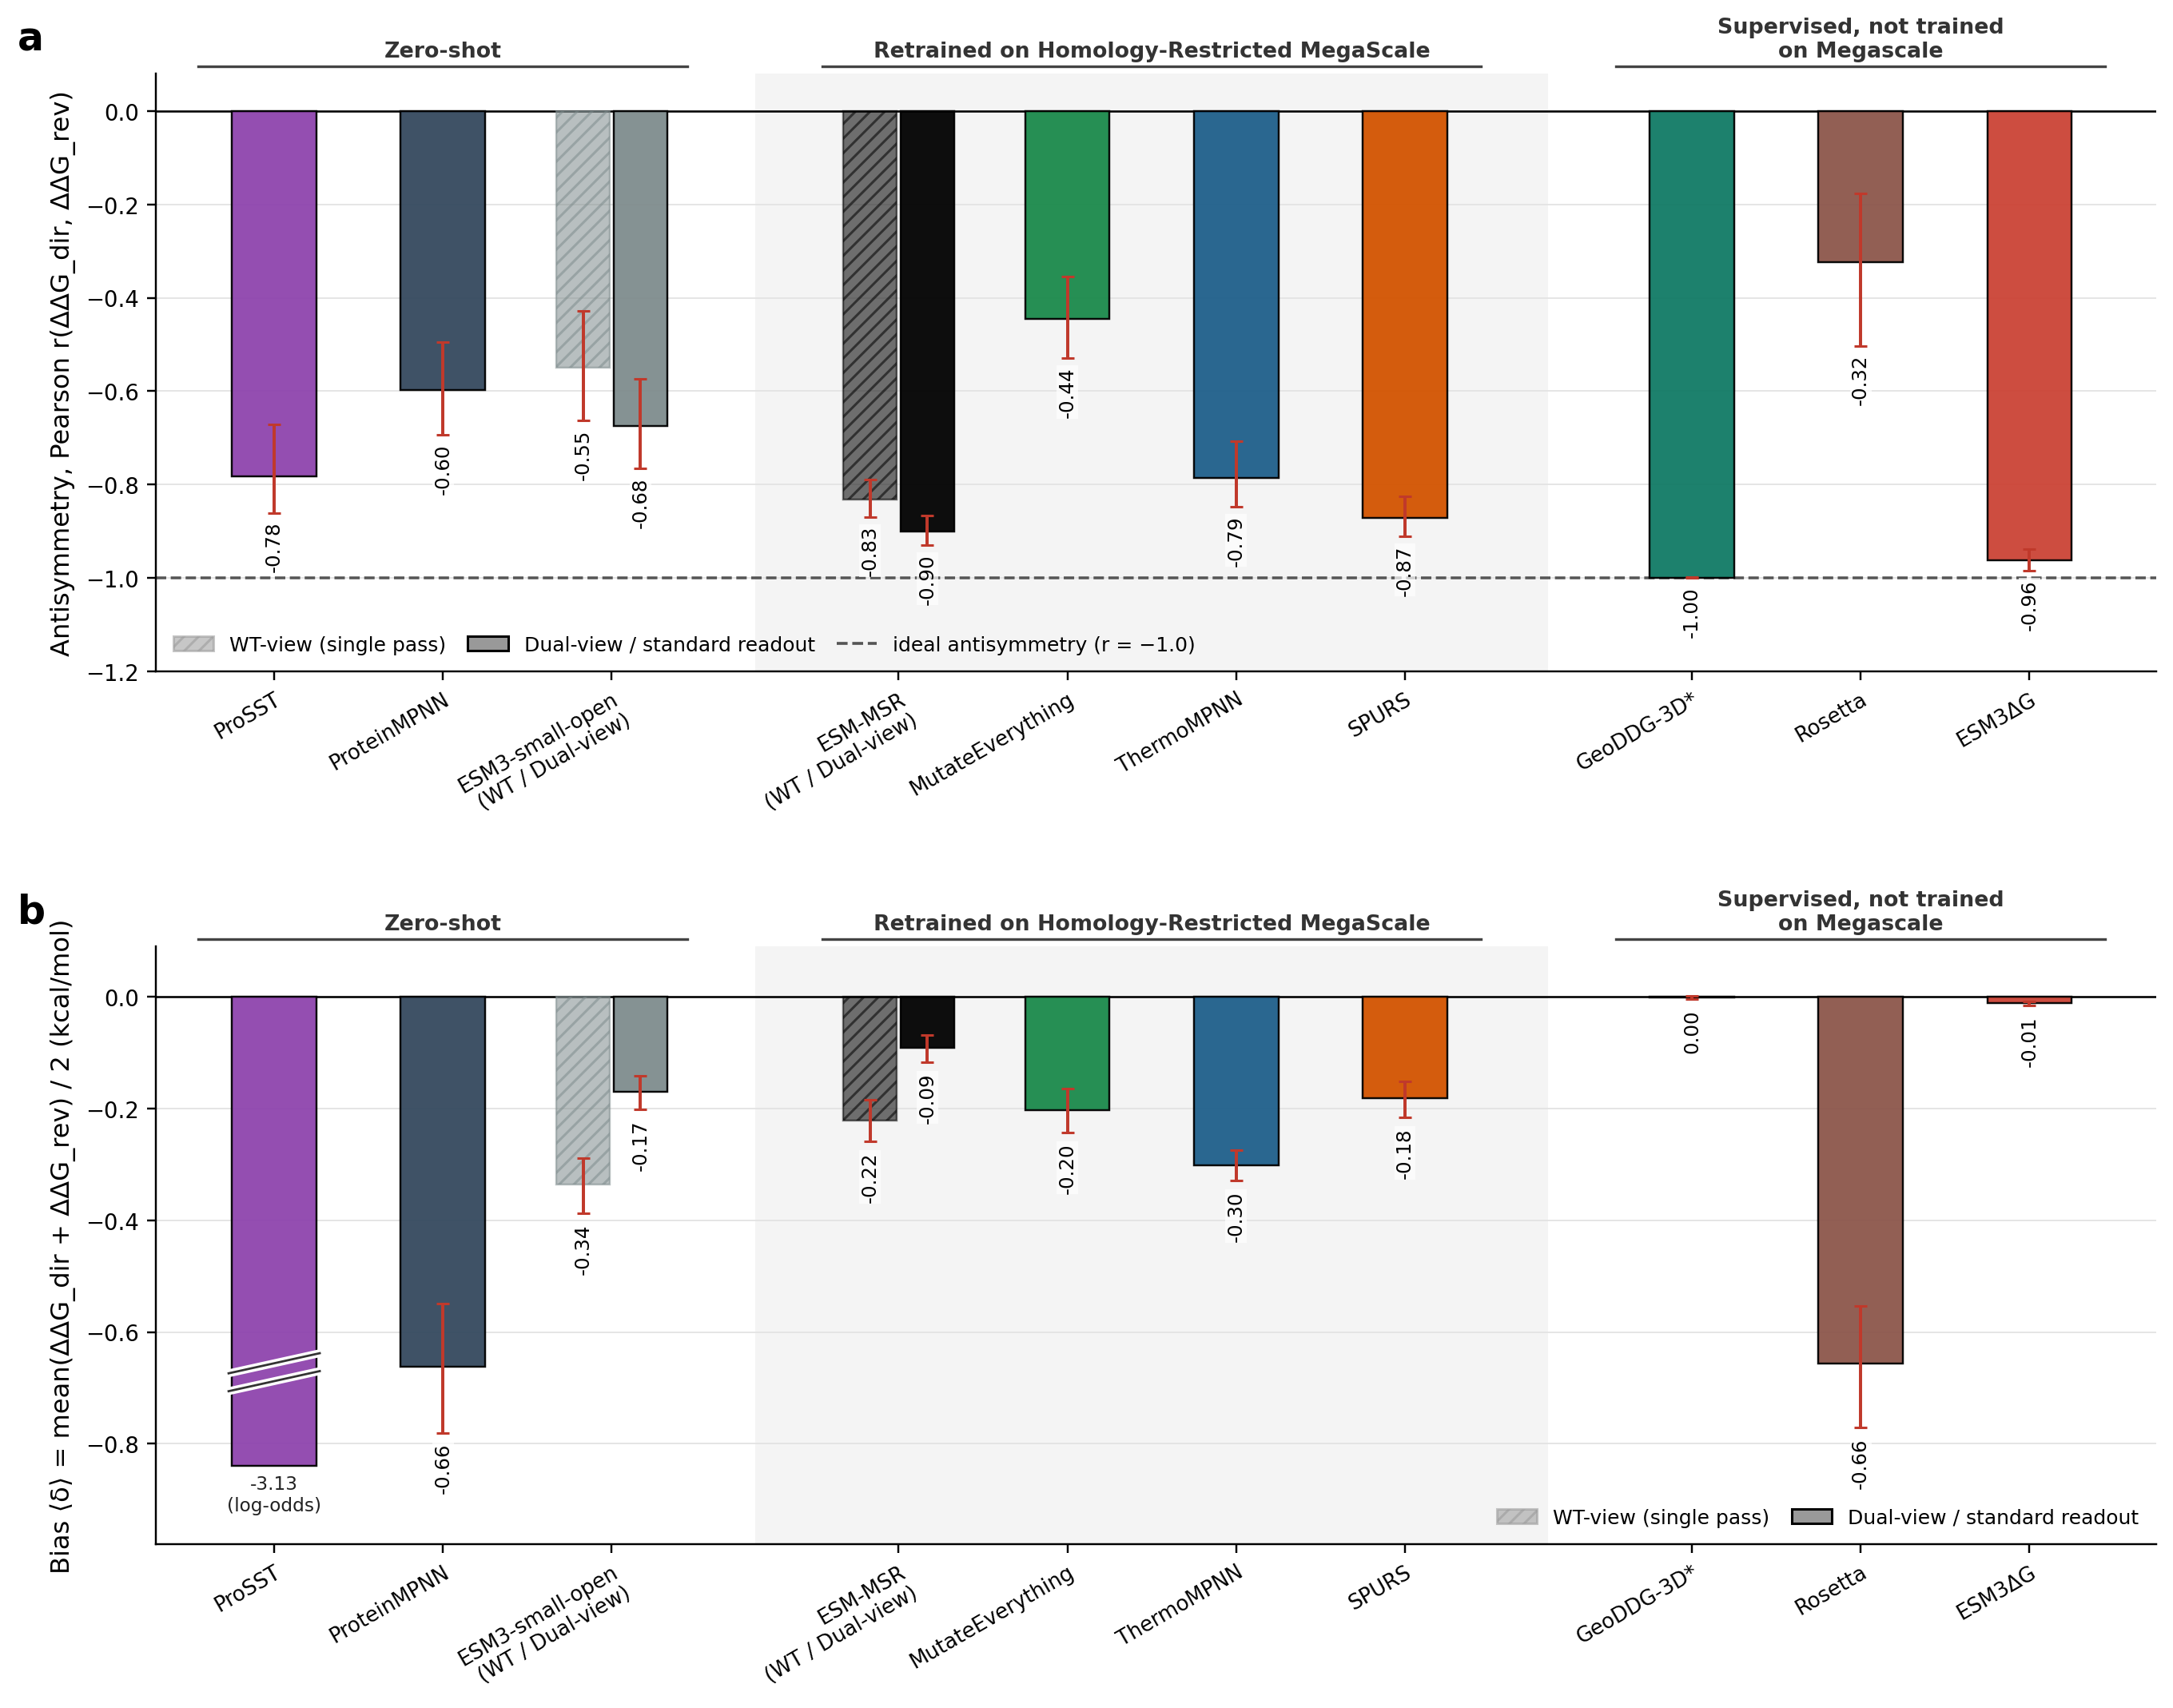 a
Zero-shot
Retrained on Homology-Restricted MegaScale
Supervised, not trained
on Megascale
Antisymmetry, Pearson r(ΔΔG_dir, ΔΔG_rev)
0.0
−0.2
−0.4
−0.6
−0.8
−1.0
−1.2
-0.78
-0.60
-0.55
-0.68
-0.83
-0.90
-0.44
-0.79
-0.87
-1.00
-0.32
-0.96
WT-view (single pass)
Dual-view / standard readout
ideal antisymmetry (r = −1.0)
ProSST
ProteinMPNN
ESM3-small-open
(WT / Dual-view)
ESM-MSR
(WT / Dual-view)
MutateEverything
ThermoMPNN
SPURS
GeoDDG-3D*
Rosetta
ESM3ΔG
b
Zero-shot
Retrained on Homology-Restricted MegaScale
Supervised, not trained
on Megascale
Bias ⟨δ⟩ = mean(ΔΔG_dir + ΔΔG_rev) / 2 (kcal/mol)
0.0
−0.2
−0.4
−0.6
−0.8
-3.13
(log-odds)
-0.66
-0.34
-0.17
-0.22
-0.09
-0.20
-0.30
-0.18
0.00
-0.66
-0.01
WT-view (single pass)
Dual-view / standard readout
ProSST
ProteinMPNN
ESM3-small-open
(WT / Dual-view)
ESM-MSR
(WT / Dual-view)
MutateEverything
ThermoMPNN
SPURS
GeoDDG-3D*
Rosetta
ESM3ΔG